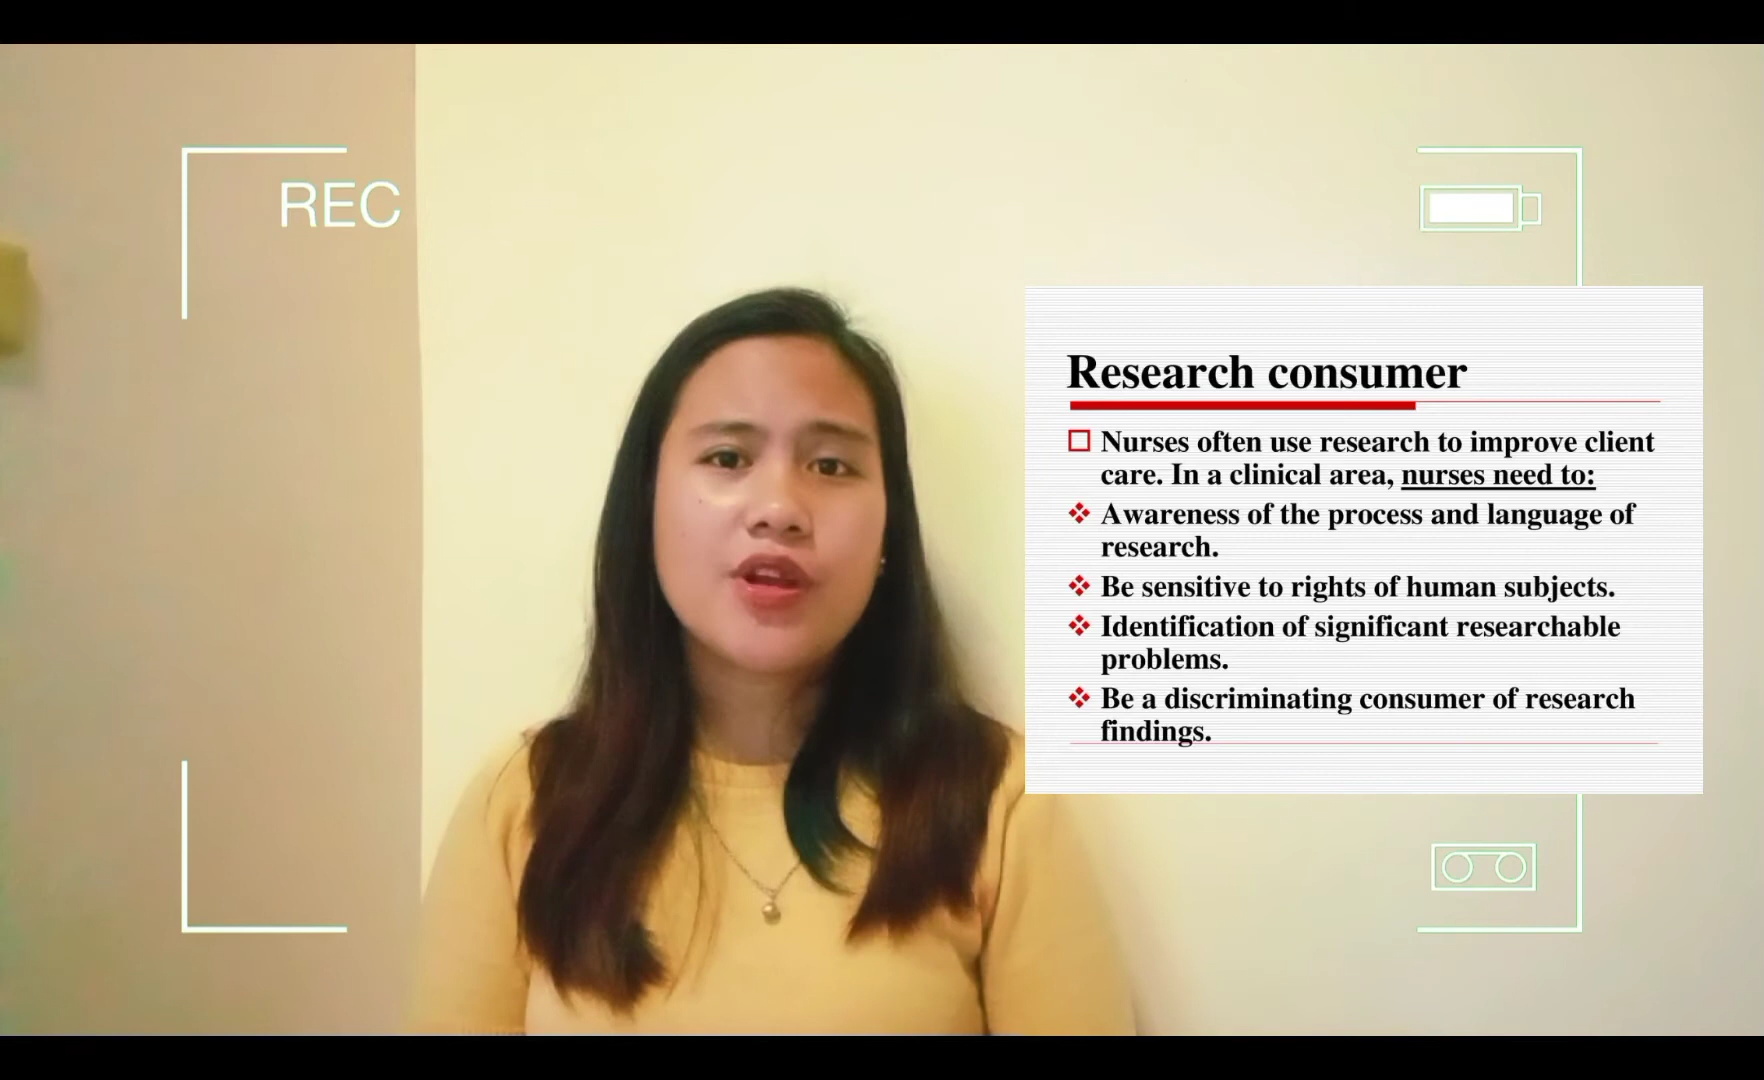 REC
Research consumer
Nurses often use research to improve client
care. In a clinical area, nurses need to:
Awareness of the process and language of
research.
Be sensitive to rights of human subjects.
Identification of significant researchable
problems.
Be a discriminating consumer of research
findings.